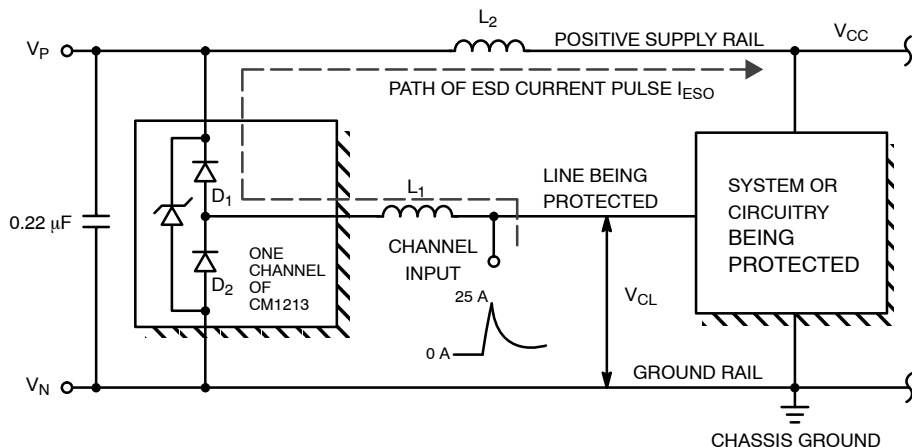 L2
VP
POSITIVE SUPPLY RAIL
VCC
PATH OF ESD CURRENT PULSE IESO
D1
L1
LINE BEING
PROTECTED
SYSTEM OR
CIRCUITRY
BEING
PROTECTED
0.22 μF
ONE
CHANNEL
OF
CM1213
D2
CHANNEL
INPUT
25 A
VCL
0 A
VN
GROUND RAIL
CHASSIS GROUND